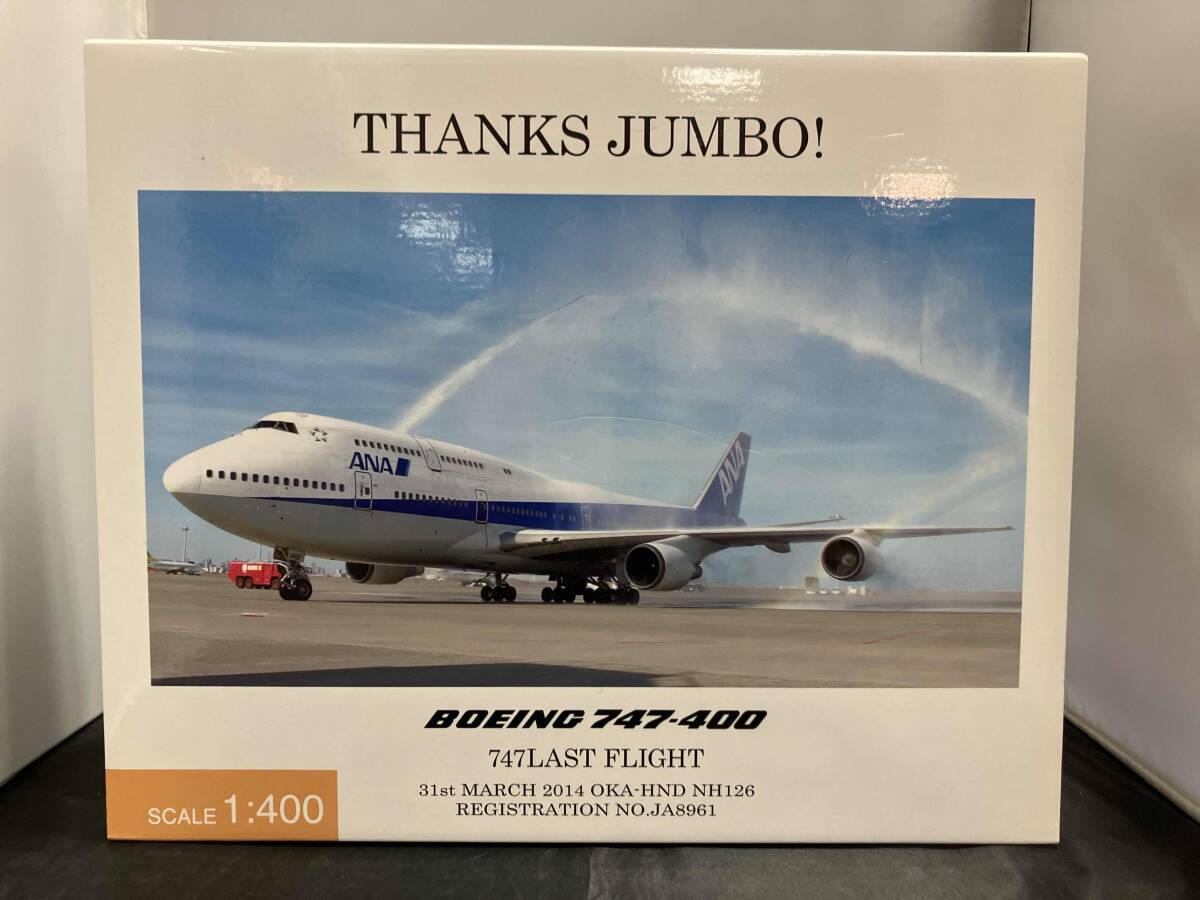 THANKS JUMBO!
ANA
ANA
BOEING 747-400
747LAST FLIGHT
31st MARCH 2014 OKA-HND NH126
REGISTRATION NO.JA8961
SCALE 1:400